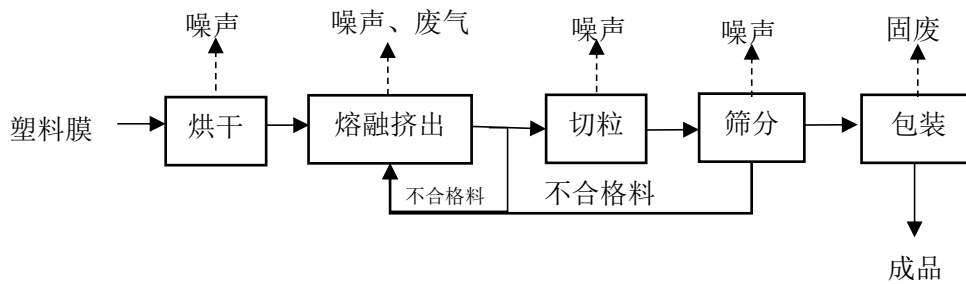 噪声
噪声、废气
噪声
噪声
固废
塑料膜
烘干
熔融挤出
切粒
筛分
包装
不合格料
不合格料
成品